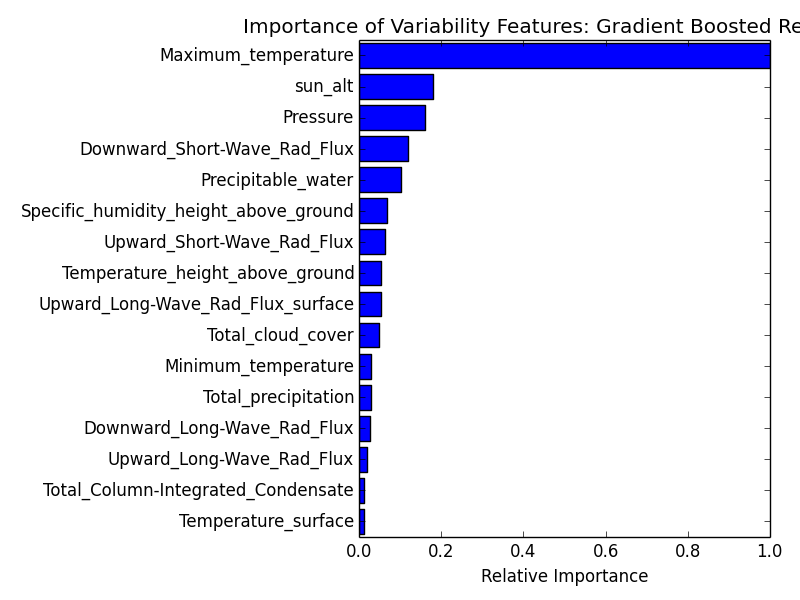 Importance of Variability Features: Gradient Boosted Re
Maximum_temperature
sun_alt
Pressure
Downward_Short-Wave_Rad_Flux
Precipitable_water
Specific_humidity_height_above_ground
Upward_Short-Wave_Rad_Flux
Temperature_height_above_ground
Upward_Long-Wave_Rad_Flux_surface
Total_cloud_cover
Minimum_temperature
Total_precipitation
Downward_Long-Wave_Rad_Flux
Upward_Long-Wave_Rad_Flux
Total_Column-Integrated_Condensate
Temperature_surface
0.0 0.2 0.4 0.6 0.8 1.0
Relative Importance